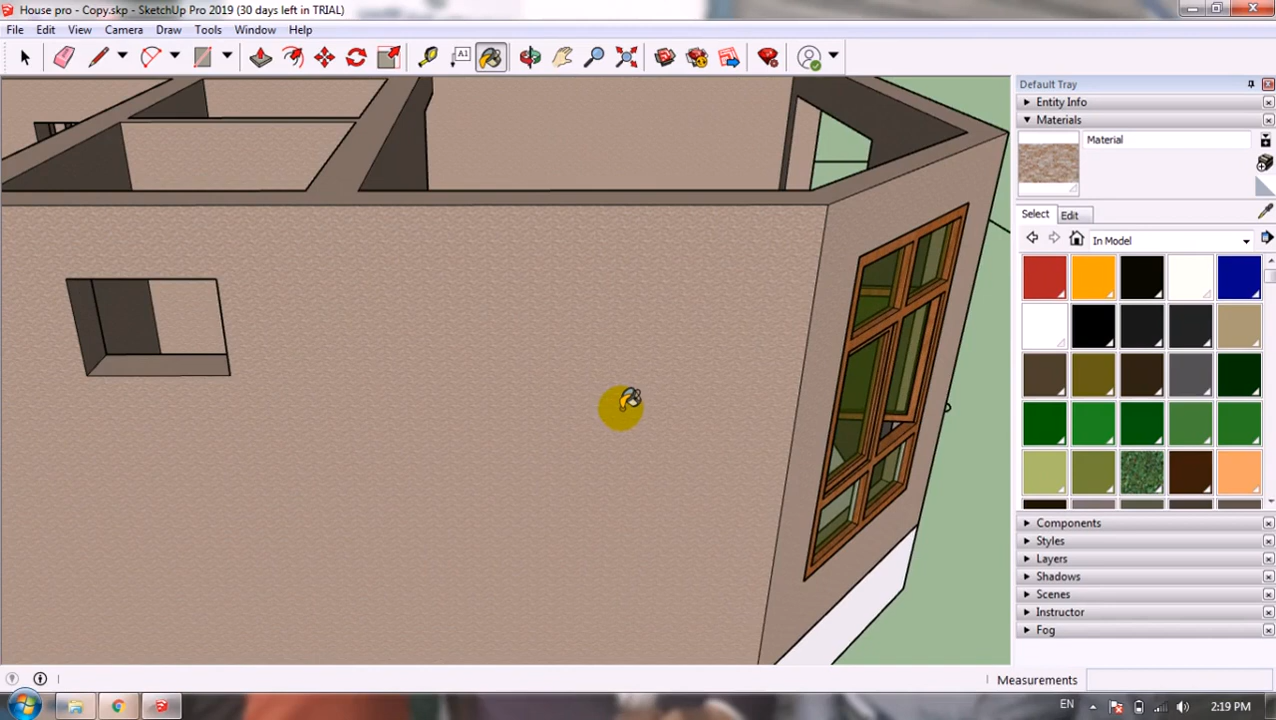 House pro - Copy.skp - SketchUp Pro 2019 (30 days left in TRIAL)
File Edit View Camera Draw Tools Window Help
A1
Default Tray
Entity Info
Materials
Material
Select Edit
In Model
Components
Styles
Layers
Shadows
Scenes
Instructor
Fog
Measurements
EN 2:19 PM